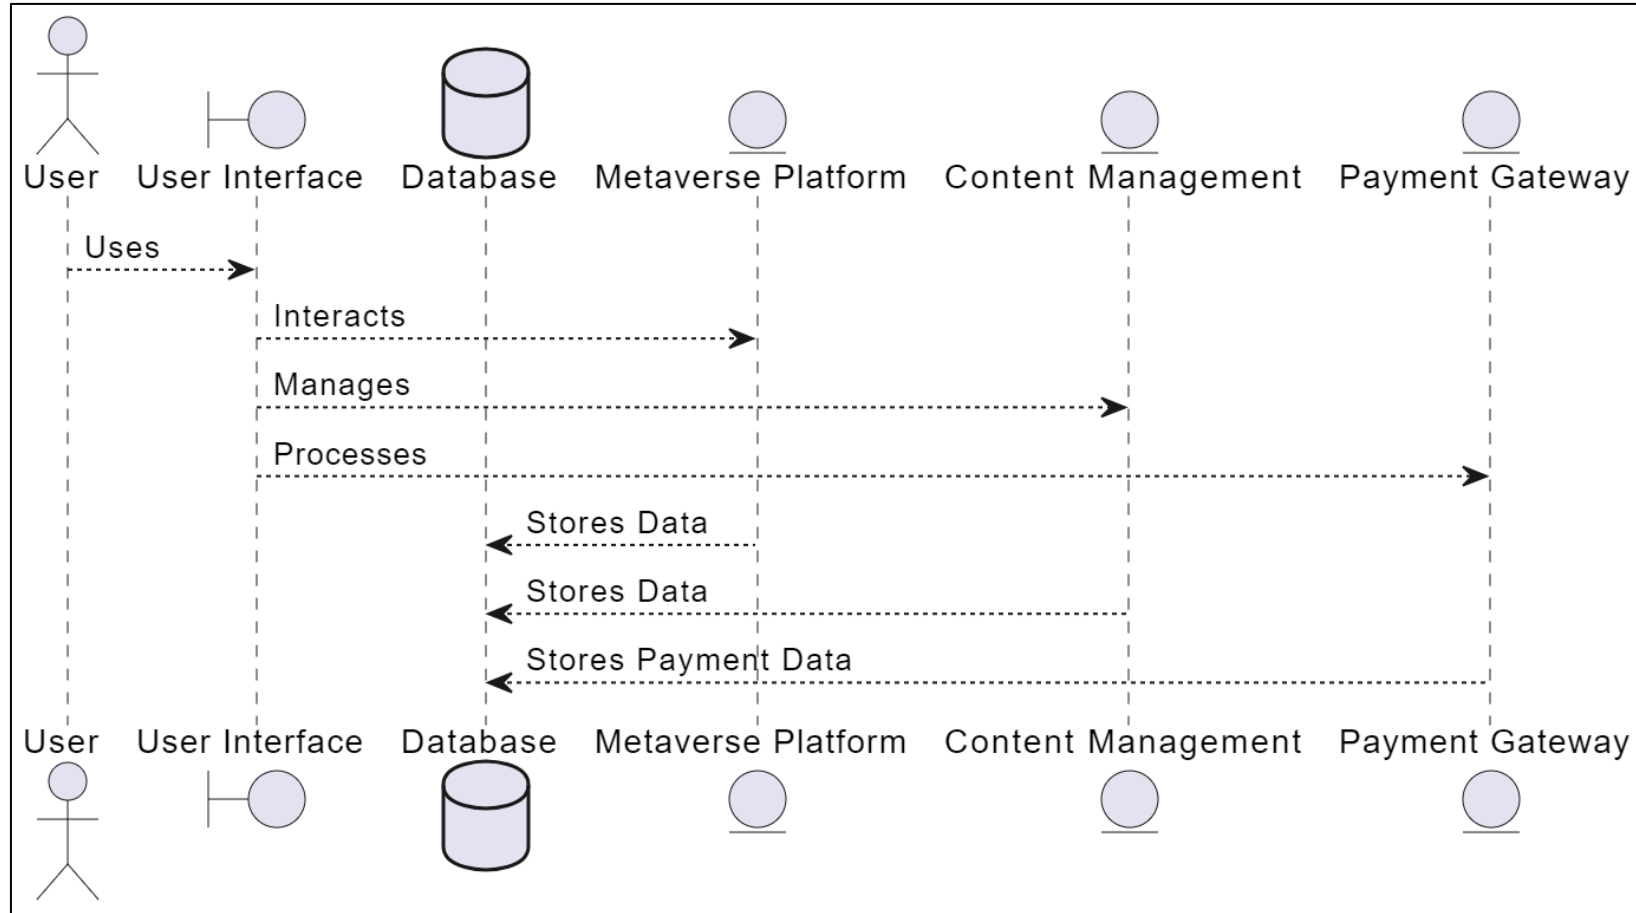 User User Interface Database Metaverse Platform Content Management Payment Gateway
Uses
Interacts
Manages
Processes
Stores Data
Stores Data
Stores Payment Data
User User Interface Database Metaverse Platform Content Management Payment Gateway